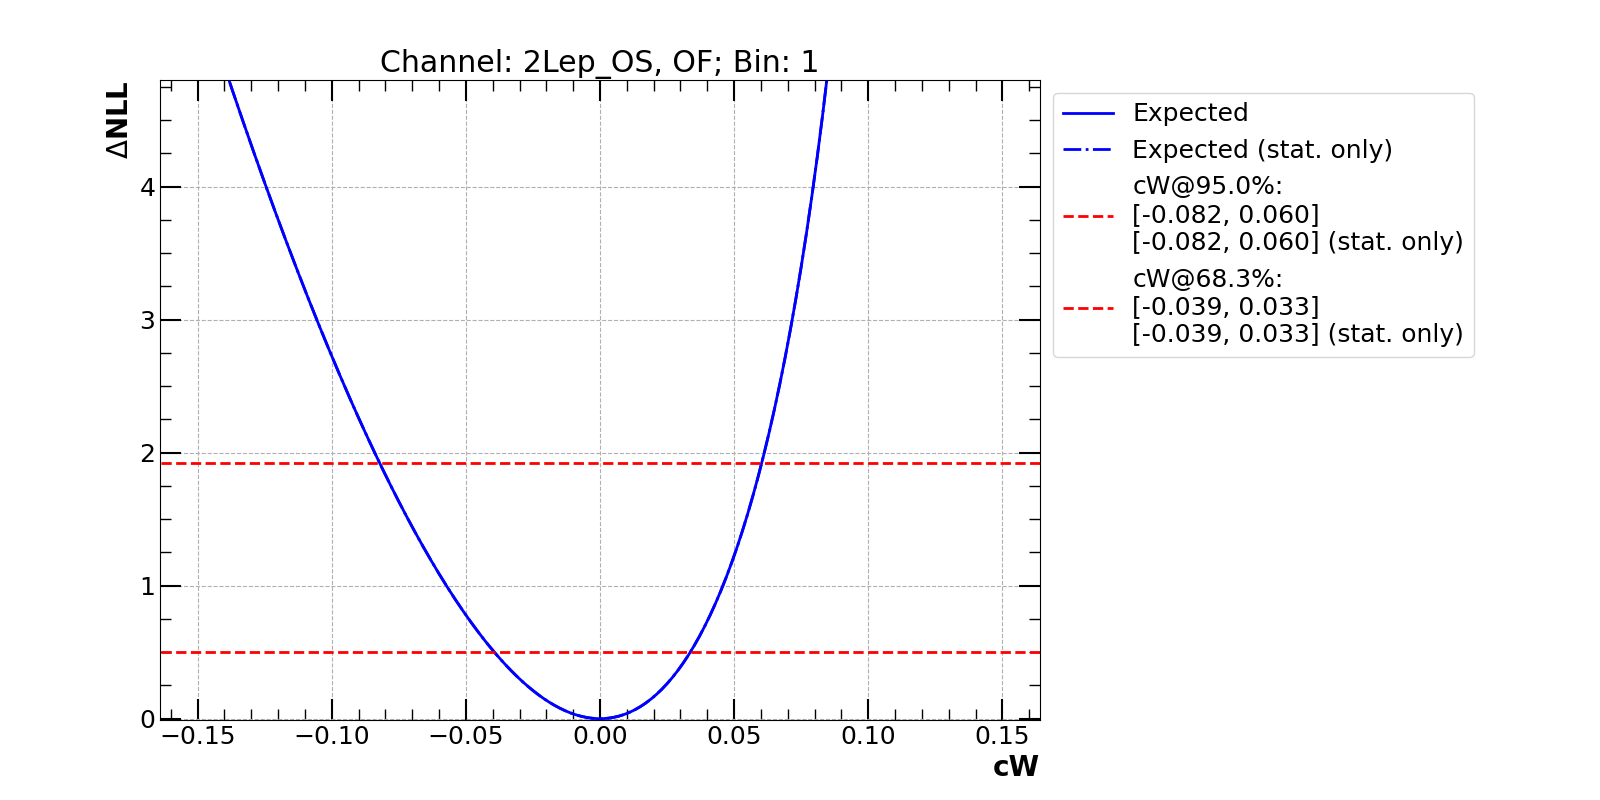 Channel: 2Lep_OS, OF; Bin: 1
ΔNLL
4
3
2
1
0
−0.15 −0.10 −0.05 0.00 0.05 0.10 0.15
cW
Expected
Expected (stat. only)
cW@95.0%:
[-0.082, 0.060]
[-0.082, 0.060] (stat. only)
cW@68.3%:
[-0.039, 0.033]
[-0.039, 0.033] (stat. only)